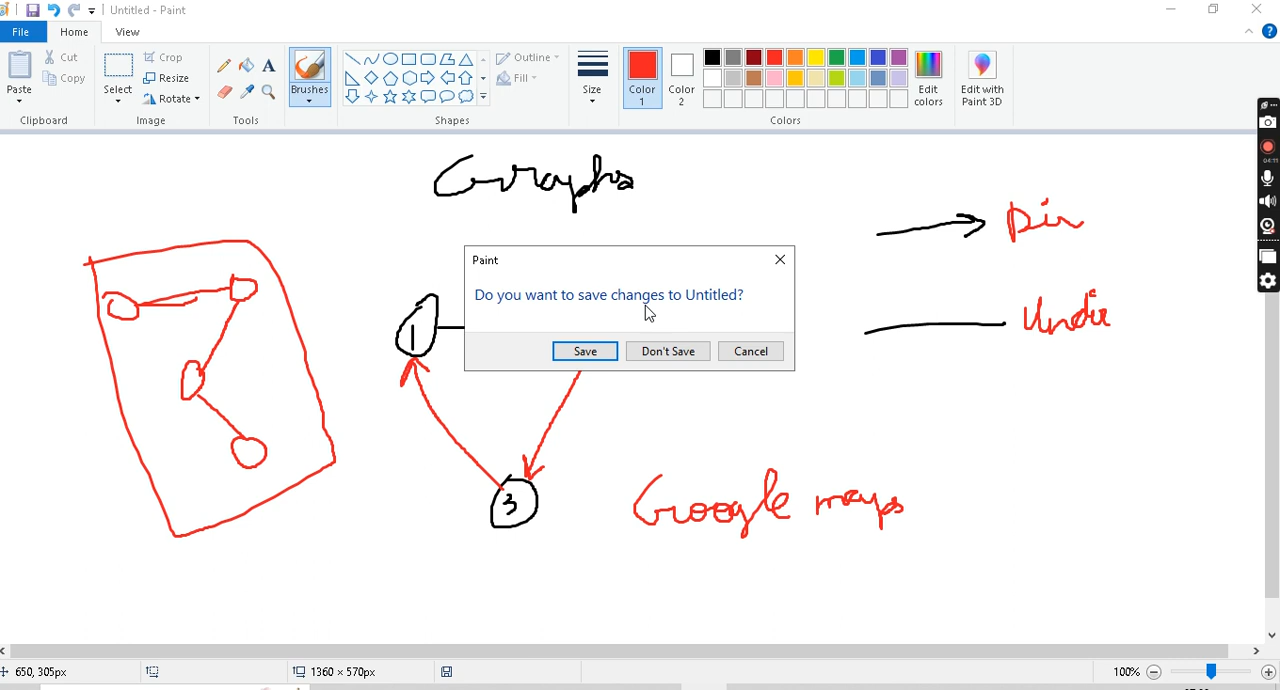 Untitled - Paint
File
Home
View
Paste
Cut
Copy
Clipboard
Select
Crop
Resize
Rotate
Image
A
Tools
Brushes
Shapes
Outline
Fill
Size
Color 1
Color 2
Edit colors
Colors
Edit with Paint 3D
04:11
Graphs
Dir
Undir
Paint
Do you want to save changes to Untitled?
Save
Don't Save
Cancel
1
3
Google maps
650, 305px
1360 × 570px
100%